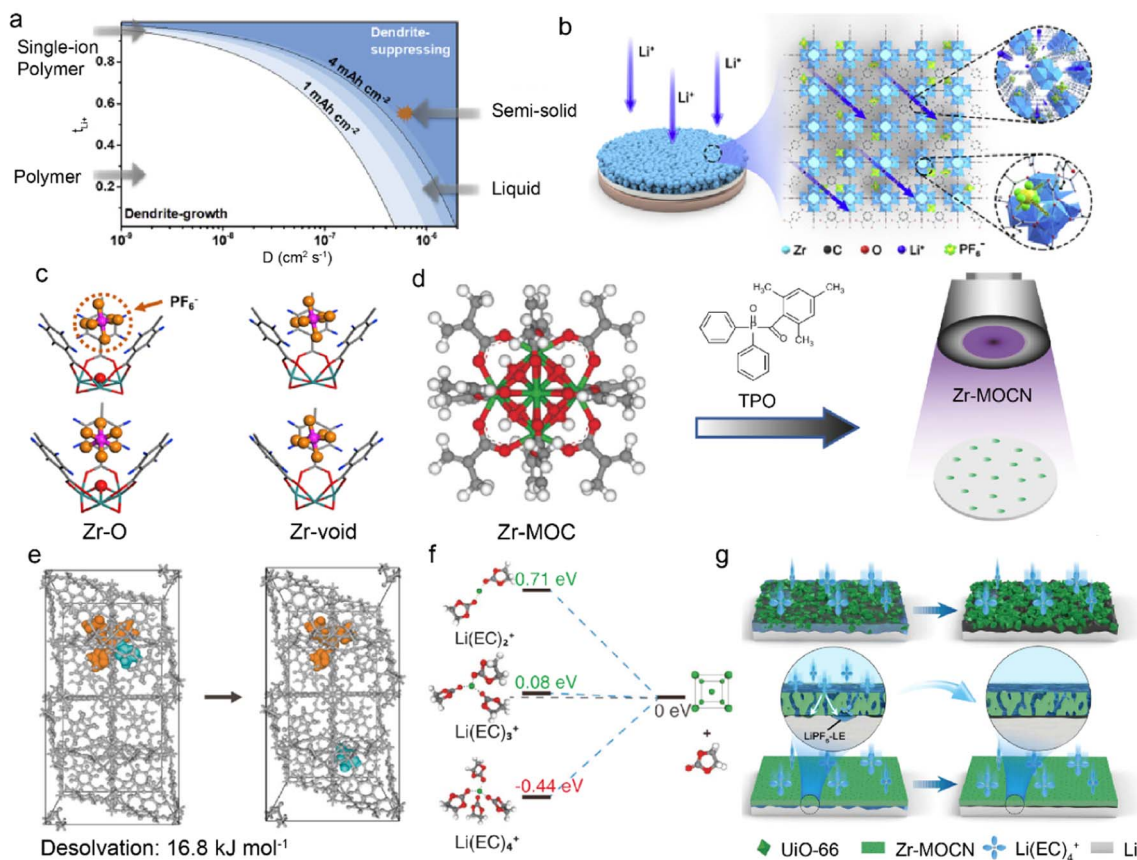 a
Single-ion
Polymer
Polymer
t_Li+
0.8
0.6
0.4
0.2
Dendrite-
suppressing
4 mAh cm⁻²
1 mAh cm⁻²
Semi-solid
Liquid
Dendrite-growth
10⁻⁹
10⁻⁸
10⁻⁷
10⁻⁶
D (cm² s⁻¹)
b
Li⁺
Li⁺
Li⁺
Zr C O Li⁺ PF₆⁻
c
PF₆⁻
Zr-O
Zr-void
d
Zr-MOC
CH₃
H₃C
O
P
O
CH₃
TPO
Zr-MOCN
e
Desolvation: 16.8 kJ mol⁻¹
f
0.71 eV
Li(EC)₂⁺
0.08 eV
Li(EC)₃⁺
-0.44 eV
Li(EC)₄⁺
0 eV
+
g
LiPF₆-LE
UiO-66 Zr-MOCN Li(EC)₄⁺ Li